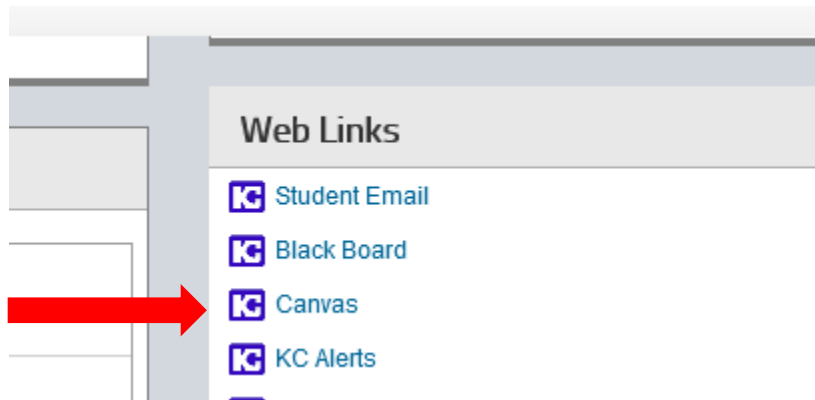 Web Links
KC Student Email
KC Black Board
KC Canvas
KC KC Alerts